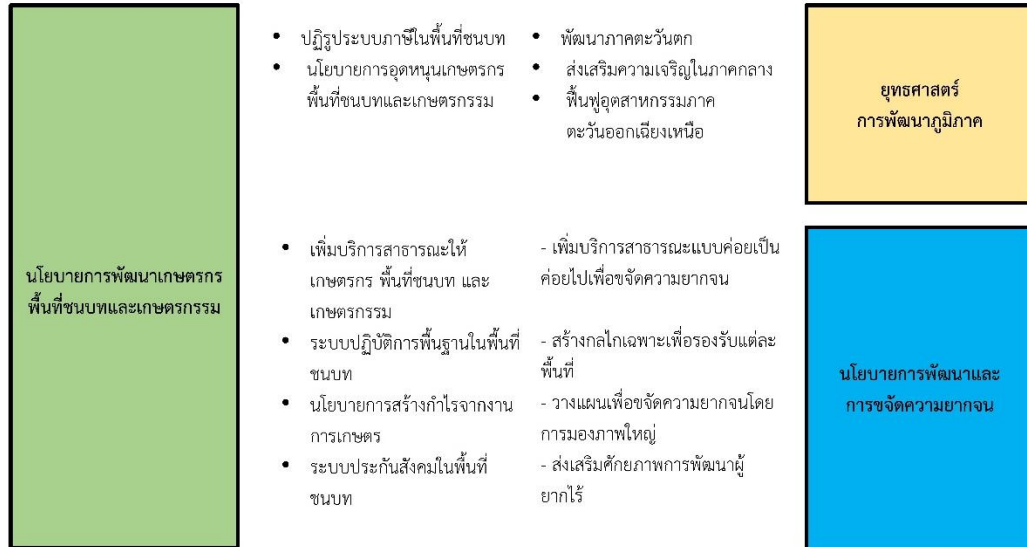 นโยบายการพัฒนาเกษตรกร
พื้นที่ชนบทและเกษตรกรรม
• ปฏิรูประบบภาษีในพื้นที่ชนบท
• นโยบายการอุดหนุนเกษตรกร
พื้นที่ชนบทและเกษตรกรรม
• พัฒนาภาคตะวันตก
• ส่งเสริมความเจริญในภาคกลาง
• ฟื้นฟูอุตสาหกรรมภาค
ตะวันออกเฉียงเหนือ
ยุทธศาสตร์
การพัฒนาภูมิภาค
• เพิ่มบริการสาธารณะให้
เกษตรกร พื้นที่ชนบท และ
เกษตรกรรม
• ระบบปฏิบัติการพื้นฐานในพื้นที่
ชนบท
• นโยบายการสร้างกำไรจากงาน
การเกษตร
• ระบบประกันสังคมในพื้นที่
ชนบท
- เพิ่มบริการสาธารณะแบบค่อยเป็น
ค่อยไปเพื่อขจัดความยากจน
- สร้างกลไกเฉพาะเพื่อรองรับแต่ละ
พื้นที่
- วางแผนเพื่อขจัดความยากจนโดย
การมองภาพใหญ่
- ส่งเสริมศักยภาพการพัฒนาผู้
ยากไร้
นโยบายการพัฒนาและ
การขจัดความยากจน